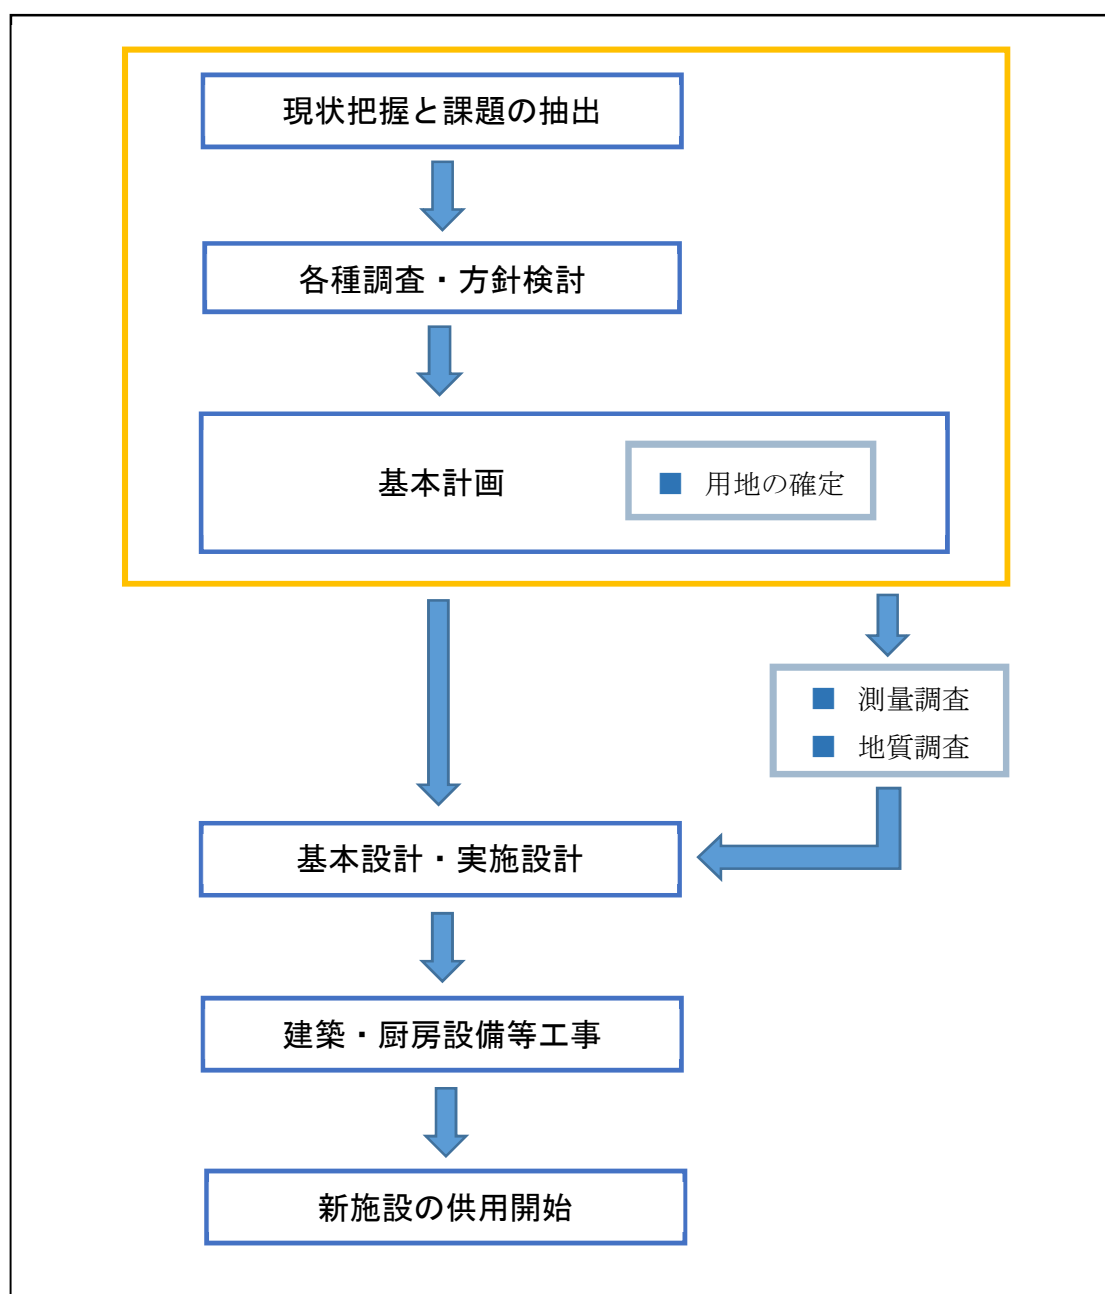 現状把握と課題の抽出
各種調査・方針検討
基本計画
■ 用地の確定
■ 測量調査
■ 地質調査
基本設計・実施設計
建築・厨房設備等工事
新施設の供用開始